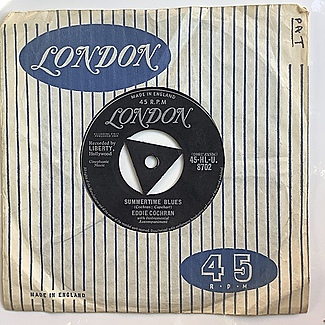 LONDON
PRT
MADE IN ENGLAND
45 R.P.M
LONDON
Recorded by
LIBERTY,
Hollywood
45-HL-U.
8702
SUMMERTIME BLUES
(Cochran; Capehart)
EDDIE COCHRAN
with Instrumental
Accompaniment
45
R·P·M
MADE IN ENGLAND